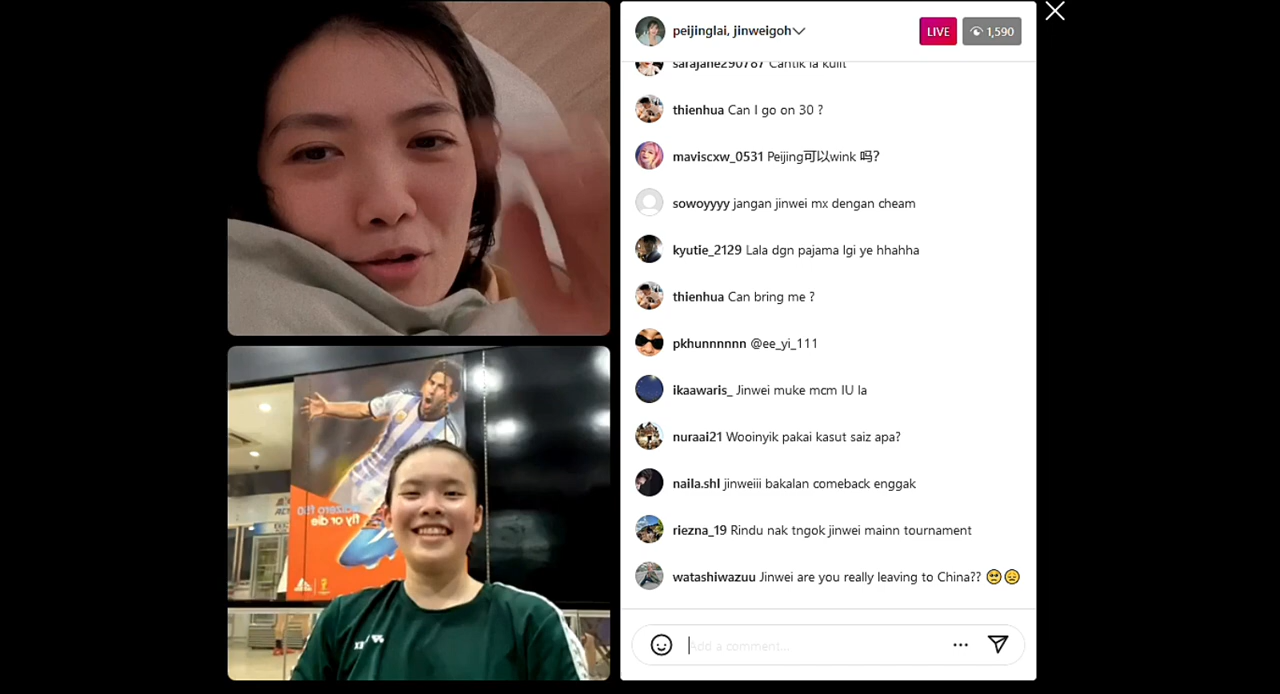 peijinglai, jinweigoh
LIVE
1,590
sarajane290787 Cantik la kulit
thienhua Can I go on 30 ?
maviscxw_0531 Peijing可以wink 吗?
sowoyyyy jangan jinwei mx dengan cheam
kyutie_2129 Lala dgn pajama lgi ye hhahha
thienhua Can bring me ?
pkhunnnnnn @ee_yi_111
ikaawaris_ Jinwei muke mcm IU la
nuraai21 Wooinyik pakai kasut saiz apa?
naila.shl jinweiii bakalan comeback enggak
riezna_19 Rindu nak tngok jinwei mainn tournament
watashiwazuu Jinwei are you really leaving to China?? 🥺😞
Add a comment...
adizero f50
fly or die